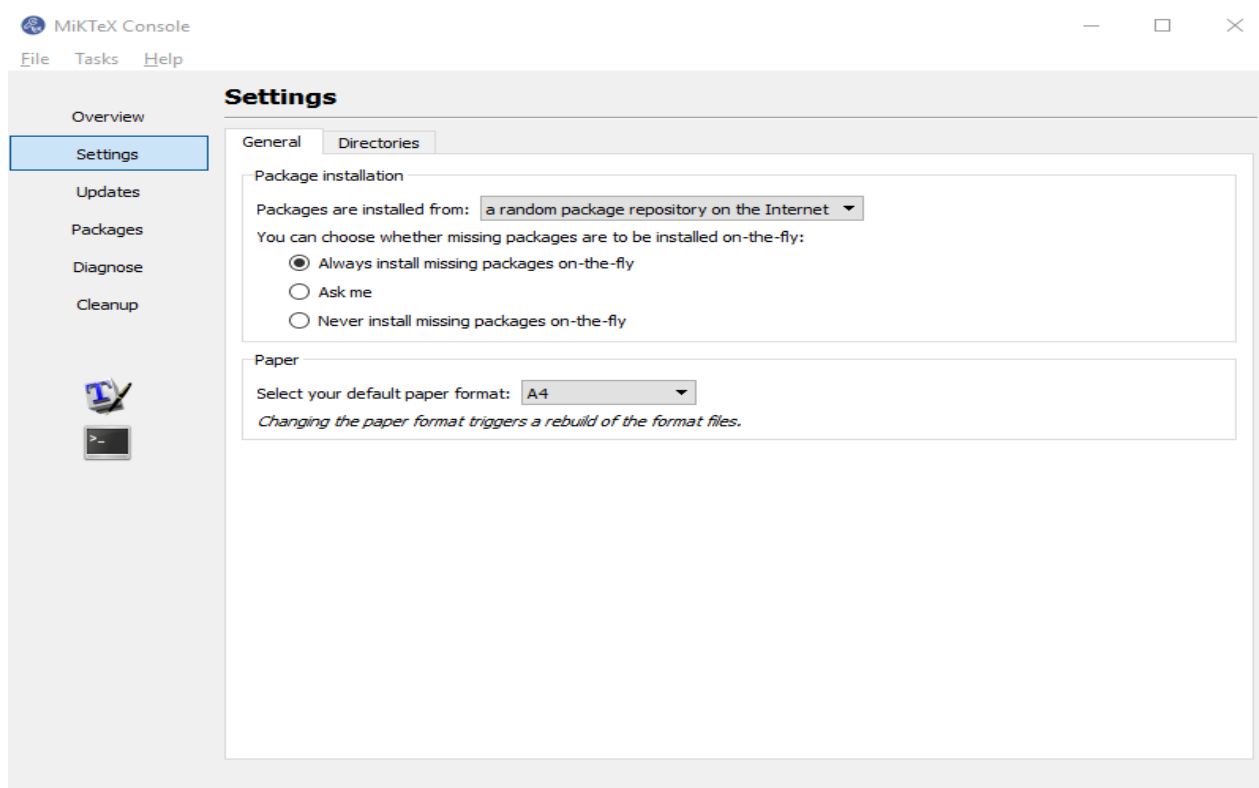 MiKTeX Console
File Tasks Help
Overview
Settings
Updates
Packages
Diagnose
Cleanup
Settings
General Directories
Package installation
Packages are installed from: a random package repository on the Internet
You can choose whether missing packages are to be installed on-the-fly:
Always install missing packages on-the-fly
Ask me
Never install missing packages on-the-fly
Paper
Select your default paper format: A4
Changing the paper format triggers a rebuild of the format files.